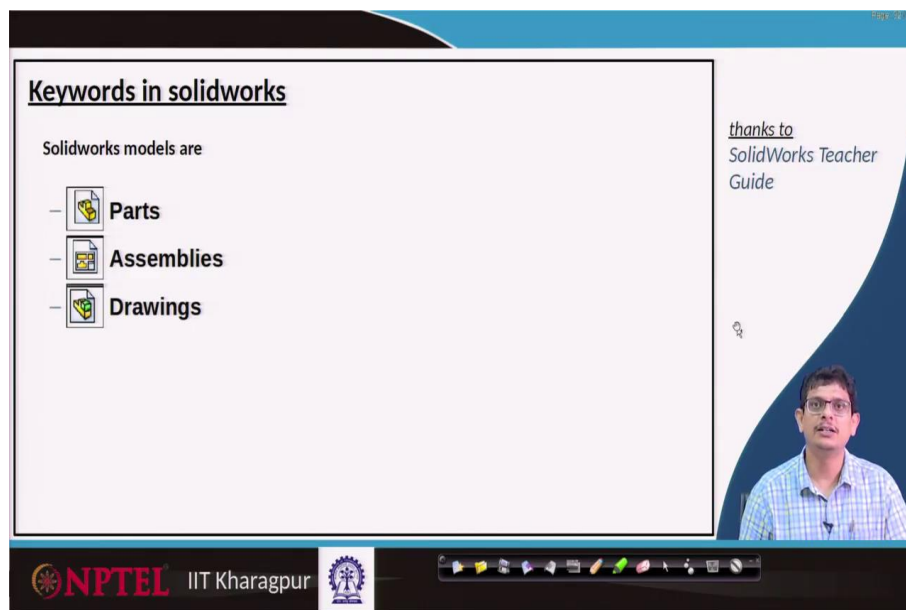 Keywords in solidworks
Solidworks models are
– Parts
– Assemblies
– Drawings
thanks to
SolidWorks Teacher
Guide
NPTEL IIT Kharagpur